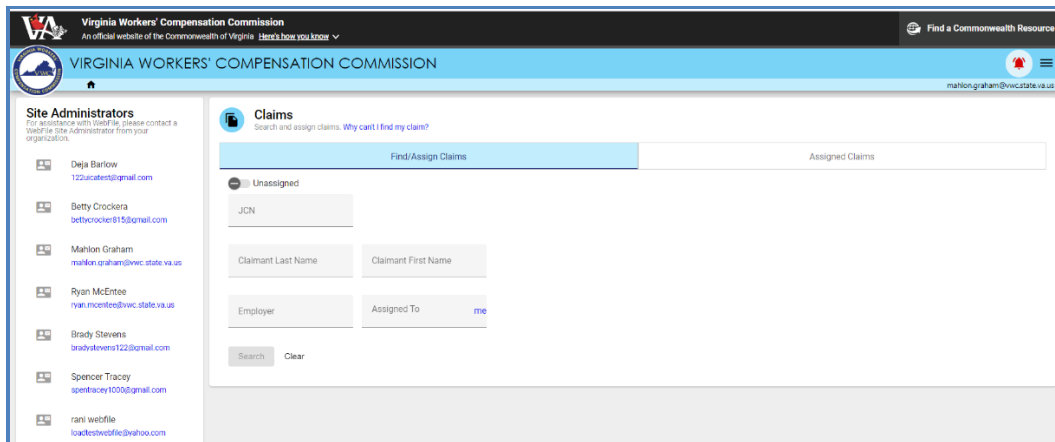 Virginia Workers' Compensation Commission
An official website of the Commonwealth of Virginia Here's how you know
Find a Commonwealth Resource
VIRGINIA WORKERS' COMPENSATION COMMISSION
mahlon.graham@vwc.state.va.us
Site Administrators
For assistance with WebFile, please contact a
WebFile Site Administrator from your
organization.
Deja Barlow
122uicatest@gmail.com
Betty Crockera
bettycrocker815@gmail.com
Mahlon Graham
mahlon.graham@vwc.state.va.us
Ryan McEntee
ryan.mcentee@vwc.state.va.us
Brady Stevens
bradystevens122@gmail.com
Spencer Tracey
spentracey1000@gmail.com
rani webfile
loadtestwebfile@yahoo.com
Claims
Search and assign claims. Why can't I find my claim?
Find/Assign Claims
Assigned Claims
Unassigned
JCN
Claimant Last Name
Claimant First Name
Employer
Assigned To
me
Search
Clear